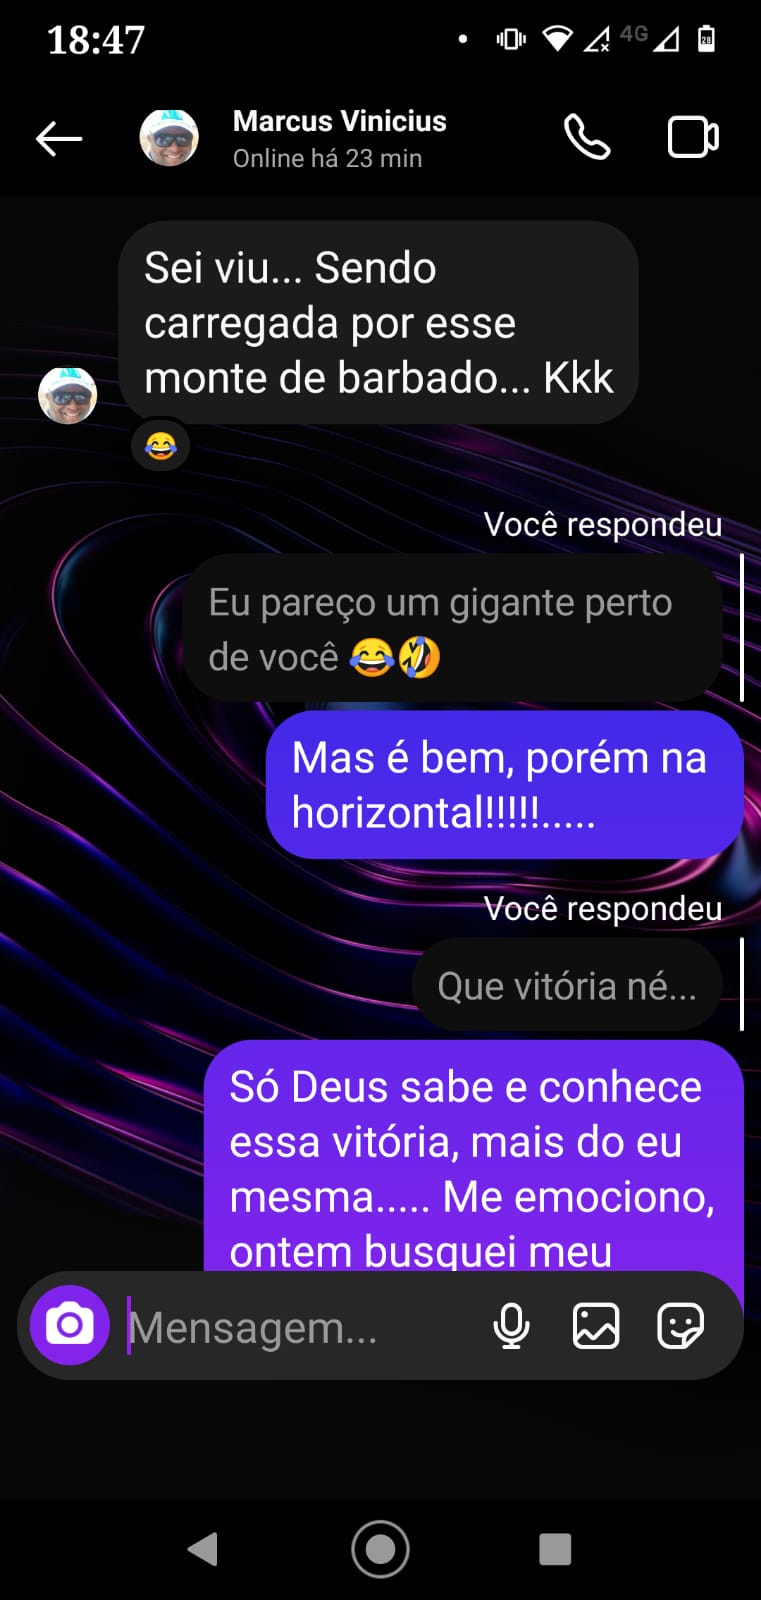 18:47
4G
28
Marcus Vinicius
Online há 23 min
Sei viu... Sendo
carregada por esse
monte de barbado... Kkk
😂
Você respondeu
Eu pareço um gigante perto
de você 😂🤣
Mas é bem, porém na
horizontal!!!!!.....
Você respondeu
Que vitória né...
Só Deus sabe e conhece
essa vitória, mais do eu
mesma..... Me emociono,
ontem busquei meu
Mensagem...